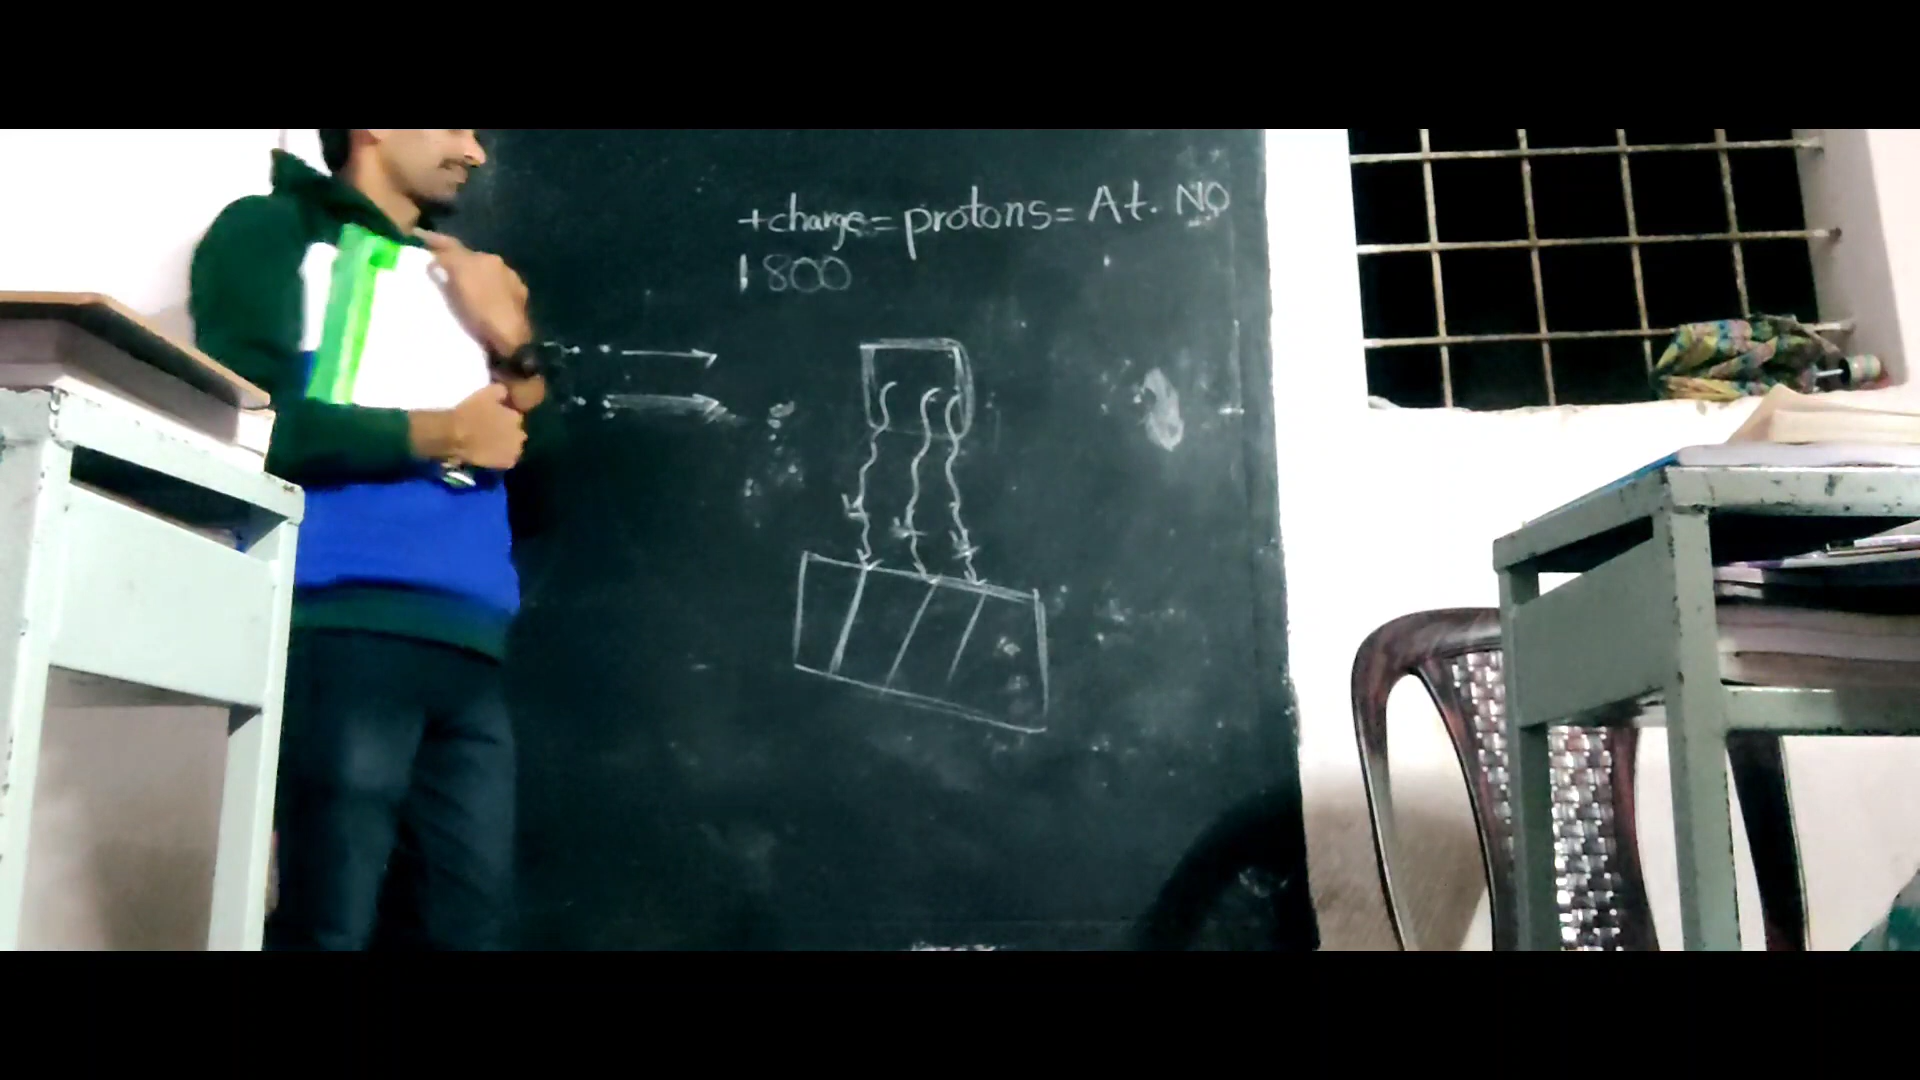 +charge = protons = At. NO
1800